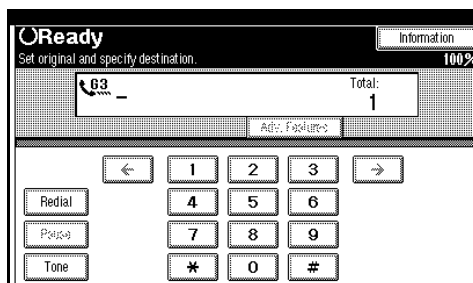 Ready
Information
Set original and specify destination.
100%
63
Total:
1
Adv. Features
← 1 2 3 →
Redial 4 5 6
Pause 7 8 9
Tone * 0 #